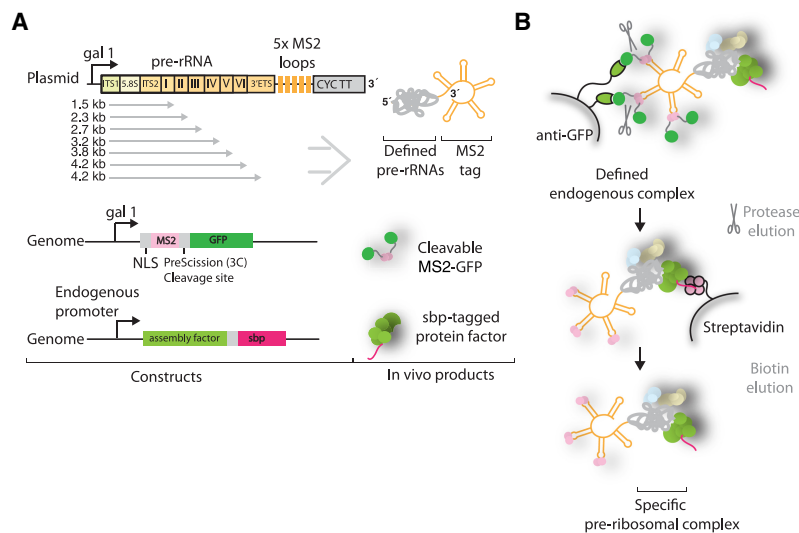 A
gal 1
pre-rRNA
5x MS2
loops
Plasmid
ITS1 5.8S ITS2 I II III IV V VI 3'ETS CYC TT 3´
1.5 kb
2.3 kb
2.7 kb
3.2 kb
3.8 kb
4.2 kb
4.2 kb
5´ 3´
Defined
pre-rRNAs
MS2
tag
gal 1
Genome
MS2 GFP
NLS PreScission (3C)
Cleavage site
Cleavable
MS2-GFP
Endogenous
promoter
Genome
assembly factor sbp
sbp-tagged
protein factor
Constructs
In vivo products
B
anti-GFP
Defined
endogenous complex
Protease
elution
Streptavidin
Biotin
elution
Specific
pre-ribosomal complex